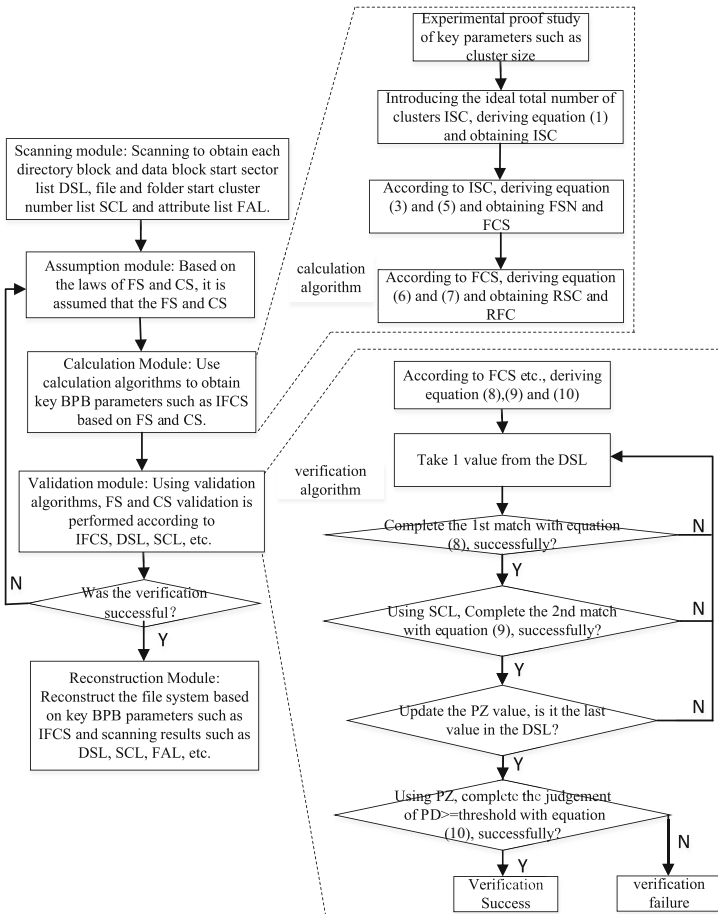 Scanning module: Scanning to obtain each
directory block and data block start sector
list DSL, file and folder start cluster
number list SCL and attribute list FAL.
Assumption module: Based on
the laws of FS and CS, it is
assumed that the FS and CS
Calculation Module: Use
calculation algorithms to obtain
key BPB parameters such as IFCS
based on FS and CS.
Validation module: Using validation
algorithms, FS and CS validation is
performed according to
IFCS, DSL, SCL, etc.
N
Was the verification
successful?
Y
Reconstruction Module:
Reconstruct the file system based
on key BPB parameters such as
IFCS and scanning results such as
DSL, SCL, FAL, etc.
Experimental proof study
of key parameters such as
cluster size
Introducing the ideal total number of
clusters ISC, deriving equation (1)
and obtaining ISC
According to ISC, deriving equation
(3) and (5) and obtaining FSN and
FCS
calculation
algorithm
According to FCS, deriving equation
(6) and (7) and obtaining RSC and
RFC
According to FCS etc., deriving
equation (8),(9) and (10)
verification
algorithm
Take 1 value from the DSL
Complete the 1st match with equation
(8), successfully?
N
Y
Using SCL, Complete the 2nd match
with equation (9), successfully?
N
Y
Update the PZ value, is it the last
value in the DSL?
N
Y
Using PZ, complete the judgement
of PD>=threshold with equation
(10), successfully?
N
Y
Verification
Success
verification
failure